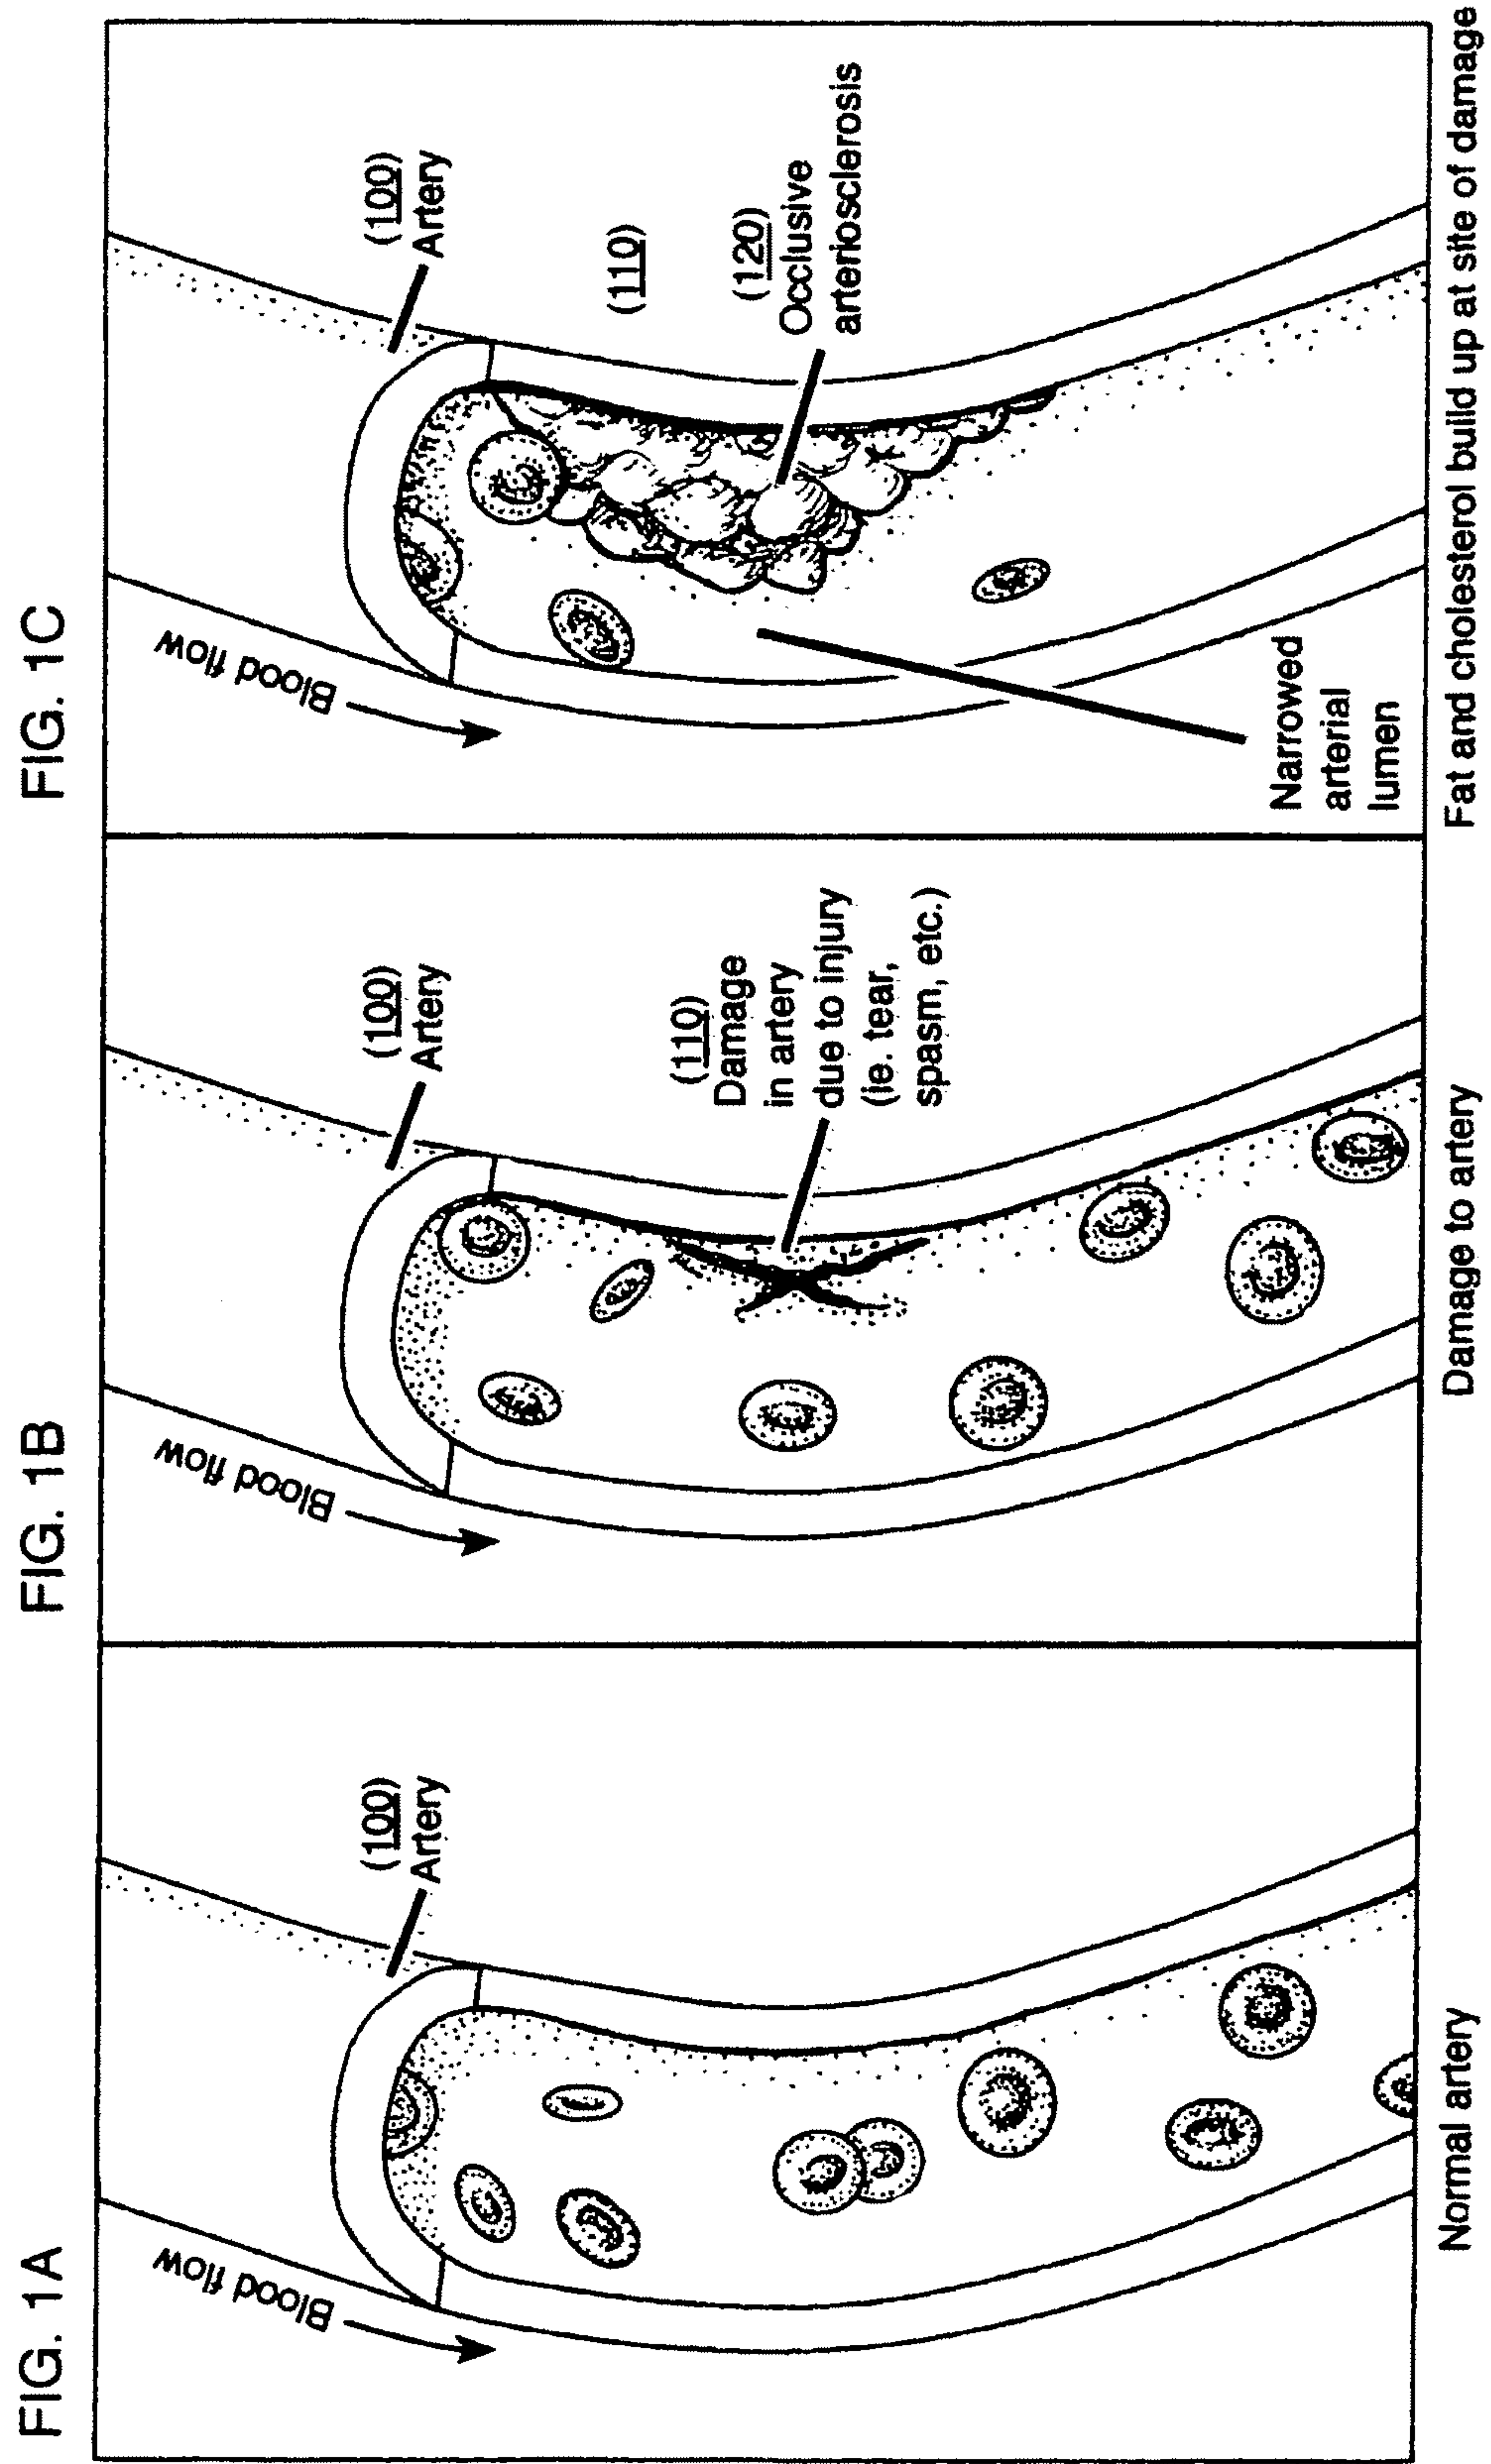 FIG. 1A
Blood flow
(100)
Artery
Normal artery
FIG. 1B
Blood flow
(100)
Artery
(110)
Damage
in artery
due to injury
(ie. tear,
spasm, etc.)
Damage to artery
FIG. 1C
Blood flow
(100)
Artery
(110)
(120)
Occlusive
arteriosclerosis
Narrowed
arterial
lumen
Fat and cholesterol build up at site of damage